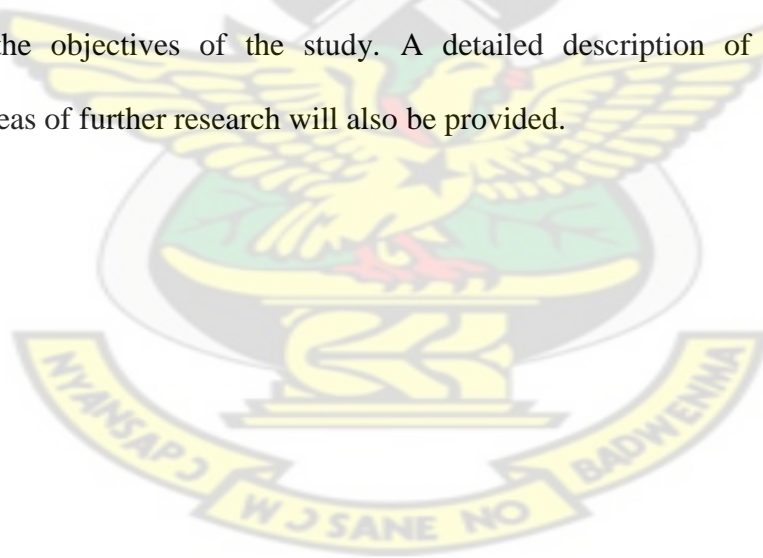 the objectives of the study. A detailed description of
eas of further research will also be provided.
NYANSAPƆ WƆSANE NO BADWENMA